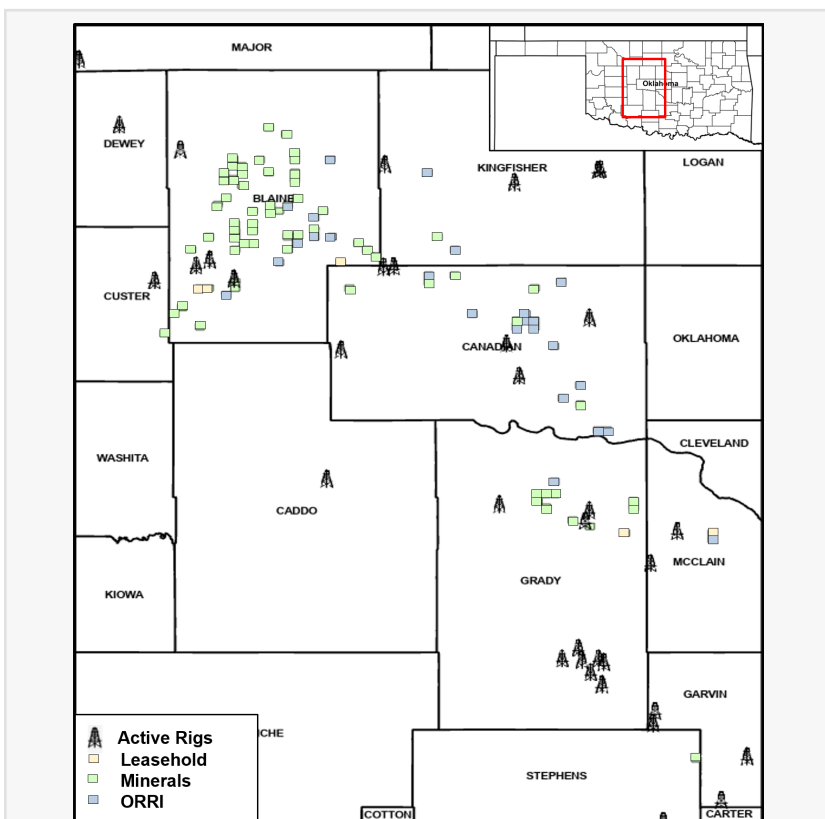 MAJOR
Oklahoma
DEWEY
KINGFISHER
LOGAN
BLAINE
CUSTER
OKLAHOMA
CANADIAN
CLEVELAND
WASHITA
CADDO
MCCLAIN
GRADY
KIOWA
GARVIN
CHE
Active Rigs
Leasehold
Minerals
ORRI
STEPHENS
COTTON
CARTER